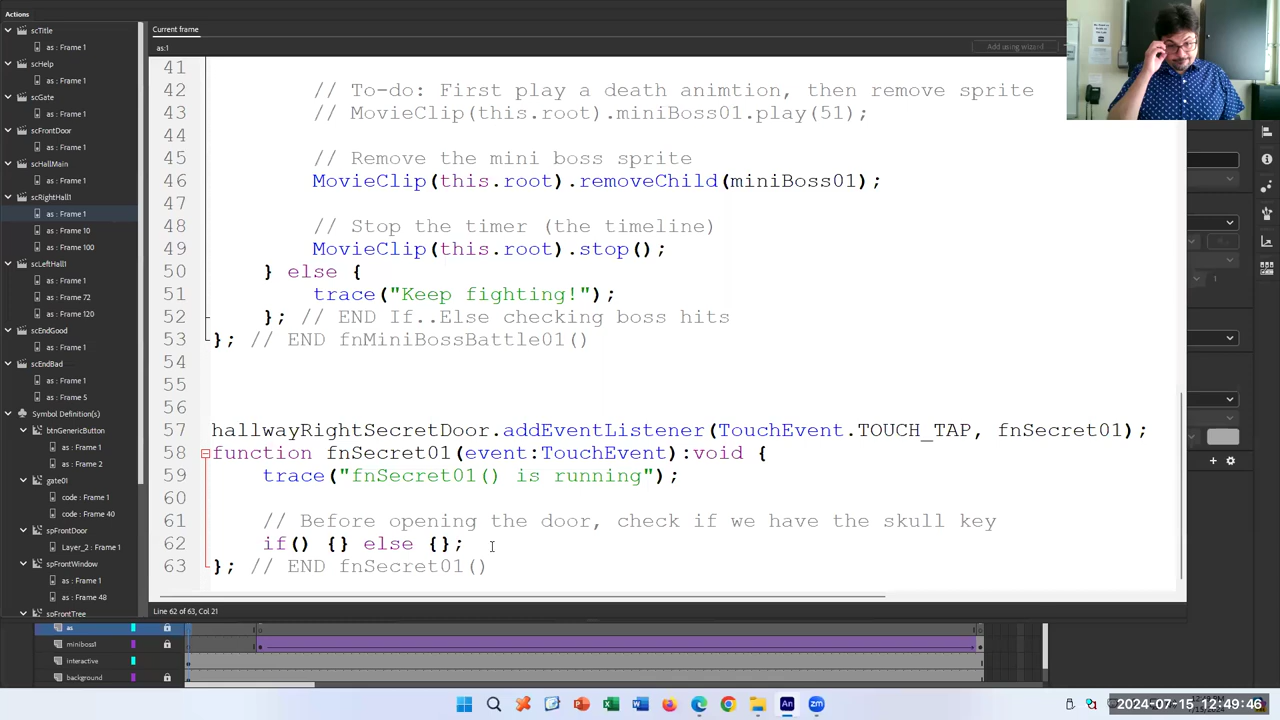 Actions
scTitle
as : Frame 1
scHelp
as : Frame 1
scGate
as : Frame 1
scFrontDoor
as : Frame 1
scHallMain
as : Frame 1
scRightHall1
as : Frame 1
as : Frame 10
as : Frame 100
scLeftHall1
as : Frame 1
as : Frame 72
as : Frame 120
scEndGood
as : Frame 1
scEndBad
as : Frame 1
as : Frame 5
Symbol Definition(s)
btnGenericButton
as : Frame 1
as : Frame 2
gate01
code : Frame 1
code : Frame 40
spFrontDoor
Layer_2 : Frame 1
spFrontWindow
as : Frame 1
as : Frame 48
spFrontTree
Current frame
as:1
Add using wizard
41
42 // To-do: First play a death animtion, then remove sprite
43 // MovieClip(this.root).miniBoss01.play(51);
44
45 // Remove the mini boss sprite
46 MovieClip(this.root).removeChild(miniBoss01);
47
48 // Stop the timer (the timeline)
49 MovieClip(this.root).stop();
50 } else {
51 trace("Keep fighting!");
52 }; // END If..Else checking boss hits
53 }; // END fnMiniBossBattle01()
54
55
56
57 hallwayRightSecretDoor.addEventListener(TouchEvent.TOUCH_TAP, fnSecret01);
58 function fnSecret01(event:TouchEvent):void {
59 trace("fnSecret01() is running");
60
61 // Before opening the door, check if we have the skull key
62 if() {} else {};
63 }; // END fnSecret01()
Line 62 of 63, Col 21
as
miniboss1
interactive
background
1
2024-07-15 12:49:46